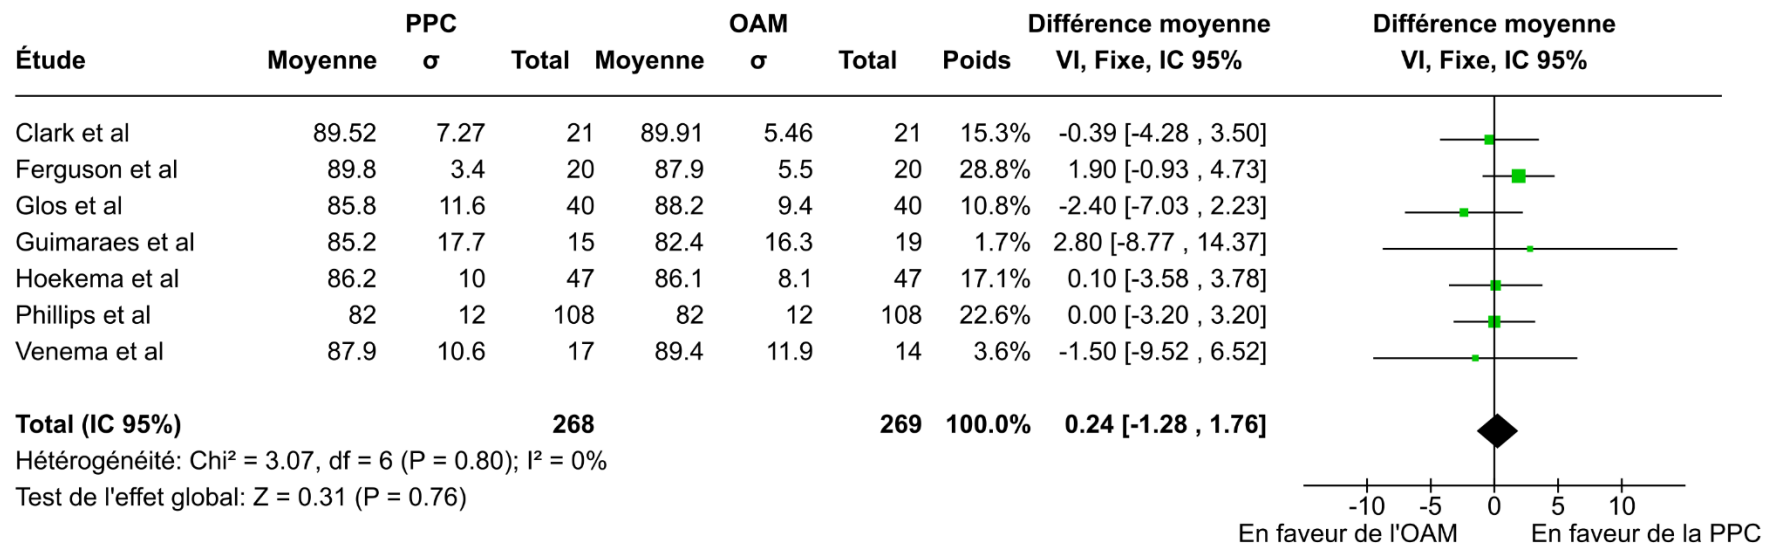 PPC OAM Différence moyenne Différence moyenne
Étude Moyenne σ Total Moyenne σ Total Poids VI, Fixe, IC 95% VI, Fixe, IC 95%
Clark et al 89.52 7.27 21 89.91 5.46 21 15.3% -0.39 [-4.28 , 3.50]
Ferguson et al 89.8 3.4 20 87.9 5.5 20 28.8% 1.90 [-0.93 , 4.73]
Glos et al 85.8 11.6 40 88.2 9.4 40 10.8% -2.40 [-7.03 , 2.23]
Guimaraes et al 85.2 17.7 15 82.4 16.3 19 1.7% 2.80 [-8.77 , 14.37]
Hoekema et al 86.2 10 47 86.1 8.1 47 17.1% 0.10 [-3.58 , 3.78]
Phillips et al 82 12 108 82 12 108 22.6% 0.00 [-3.20 , 3.20]
Venema et al 87.9 10.6 17 89.4 11.9 14 3.6% -1.50 [-9.52 , 6.52]
Total (IC 95%) 268 269 100.0% 0.24 [-1.28 , 1.76]
Hétérogénéité: Chi² = 3.07, df = 6 (P = 0.80); I² = 0%
Test de l'effet global: Z = 0.31 (P = 0.76)
-10 -5 0 5 10
En faveur de l'OAM En faveur de la PPC